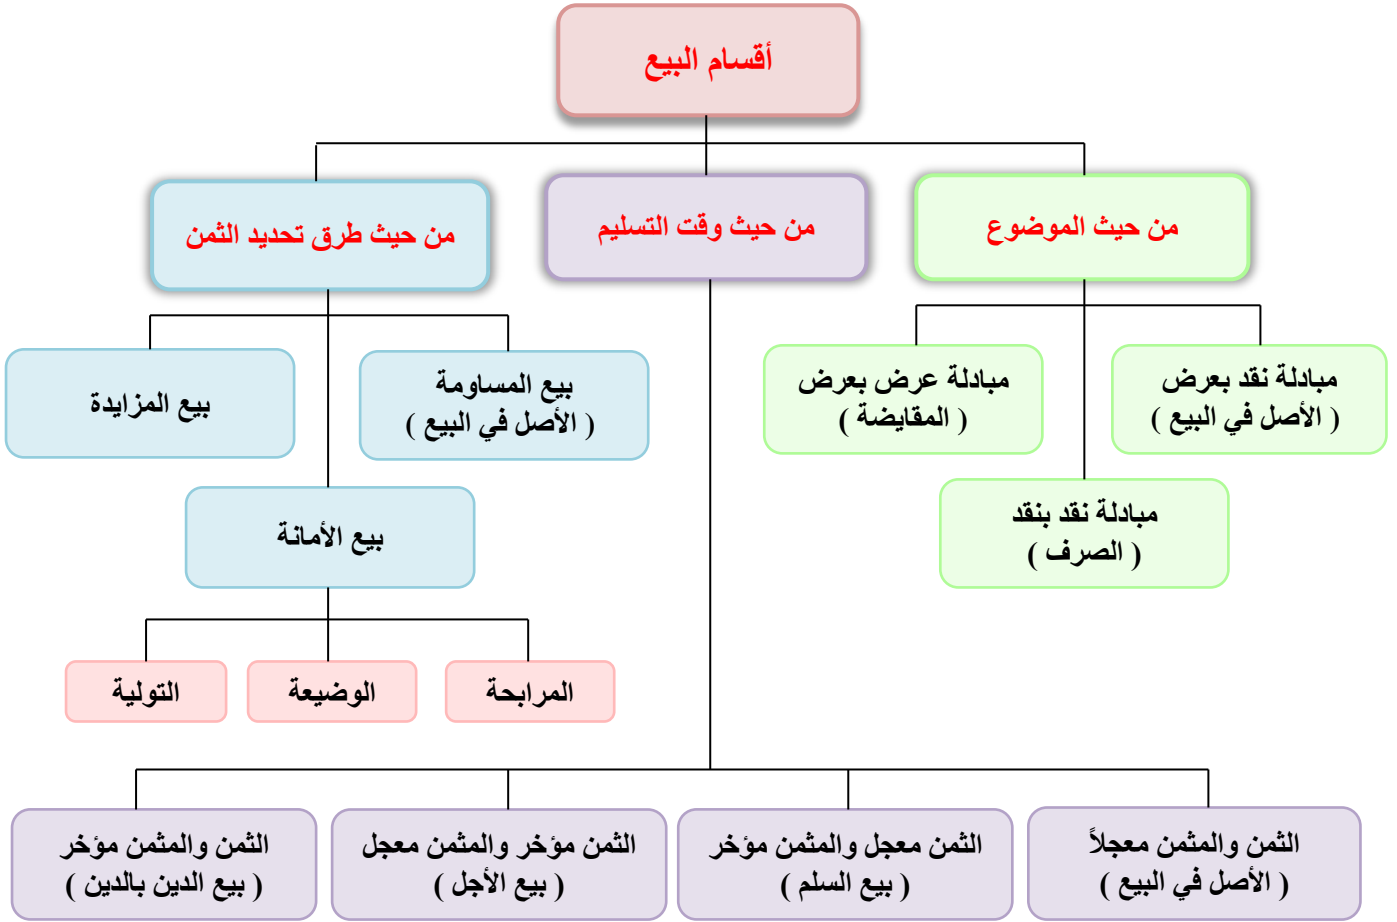 أقسام البيع
من حيث الموضوع
من حيث وقت التسليم
من حيث طرق تحديد الثمن
مبادلة نقد بعرض
( الأصل في البيع )
مبادلة عرض بعرض
( المقايضة )
مبادلة نقد بنقد
( الصرف )
بيع المساومة
( الأصل في البيع )
بيع المزايدة
بيع الأمانة
المرابحة
الوضيعة
التولية
الثمن والمثمن معجلاً
( الأصل في البيع )
الثمن معجل والمثمن مؤخر
( بيع السلم )
الثمن مؤخر والمثمن معجل
( بيع الأجل )
الثمن والمثمن مؤخر
( بيع الدين بالدين )